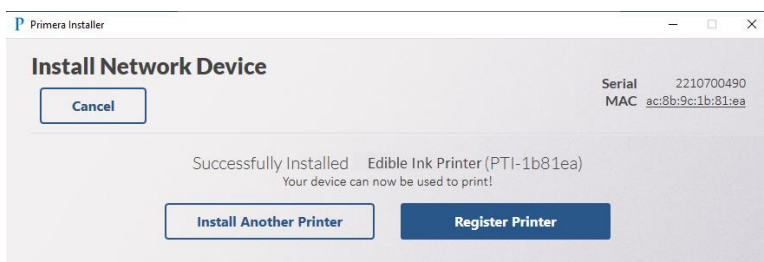 P Primera Installer
Install Network Device
Cancel
Serial 2210700490
MAC ac:8b:9c:1b:81:ea
Successfully Installed Edible Ink Printer (PTI-1b81ea)
Your device can now be used to print!
Install Another Printer
Register Printer